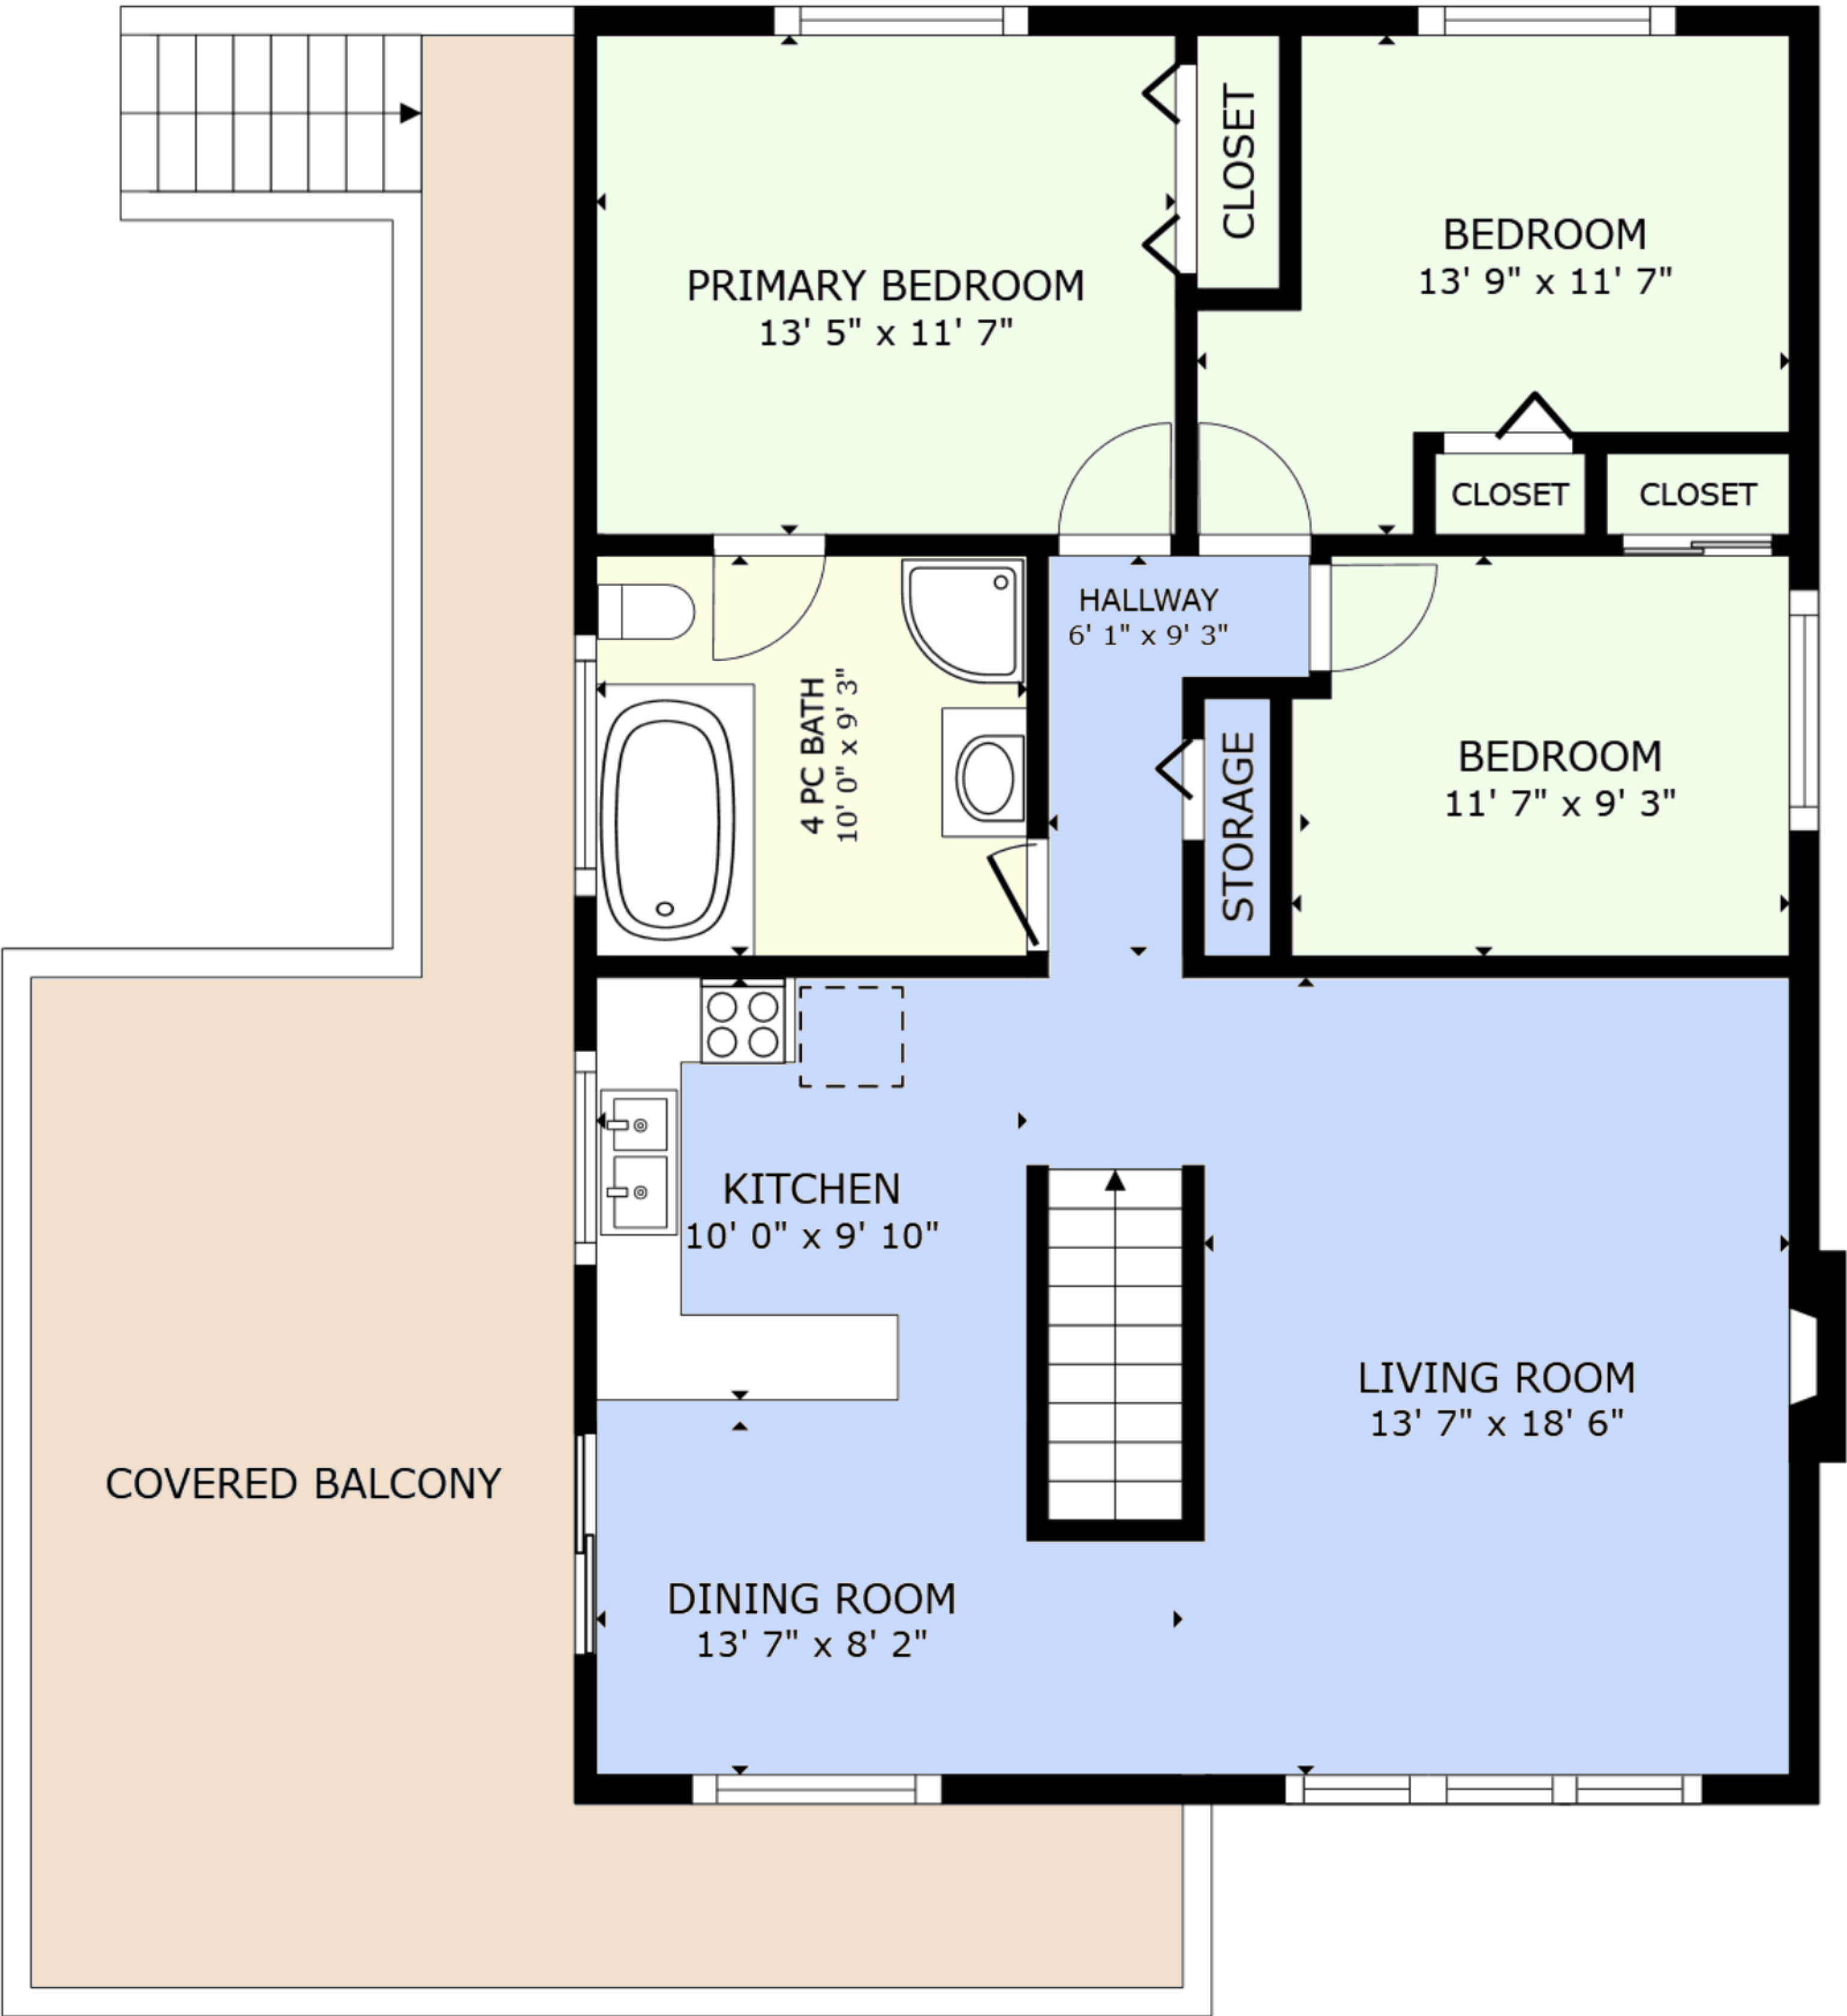 CLOSET
BEDROOM
13' 9" x 11' 7"
PRIMARY BEDROOM
13' 5" x 11' 7"
CLOSET
CLOSET
HALLWAY
6' 1" x 9' 3"
4 PC BATH
10' 0" x 9' 3"
STORAGE
BEDROOM
11' 7" x 9' 3"
KITCHEN
10' 0" x 9' 10"
LIVING ROOM
13' 7" x 18' 6"
COVERED BALCONY
DINING ROOM
13' 7" x 8' 2"